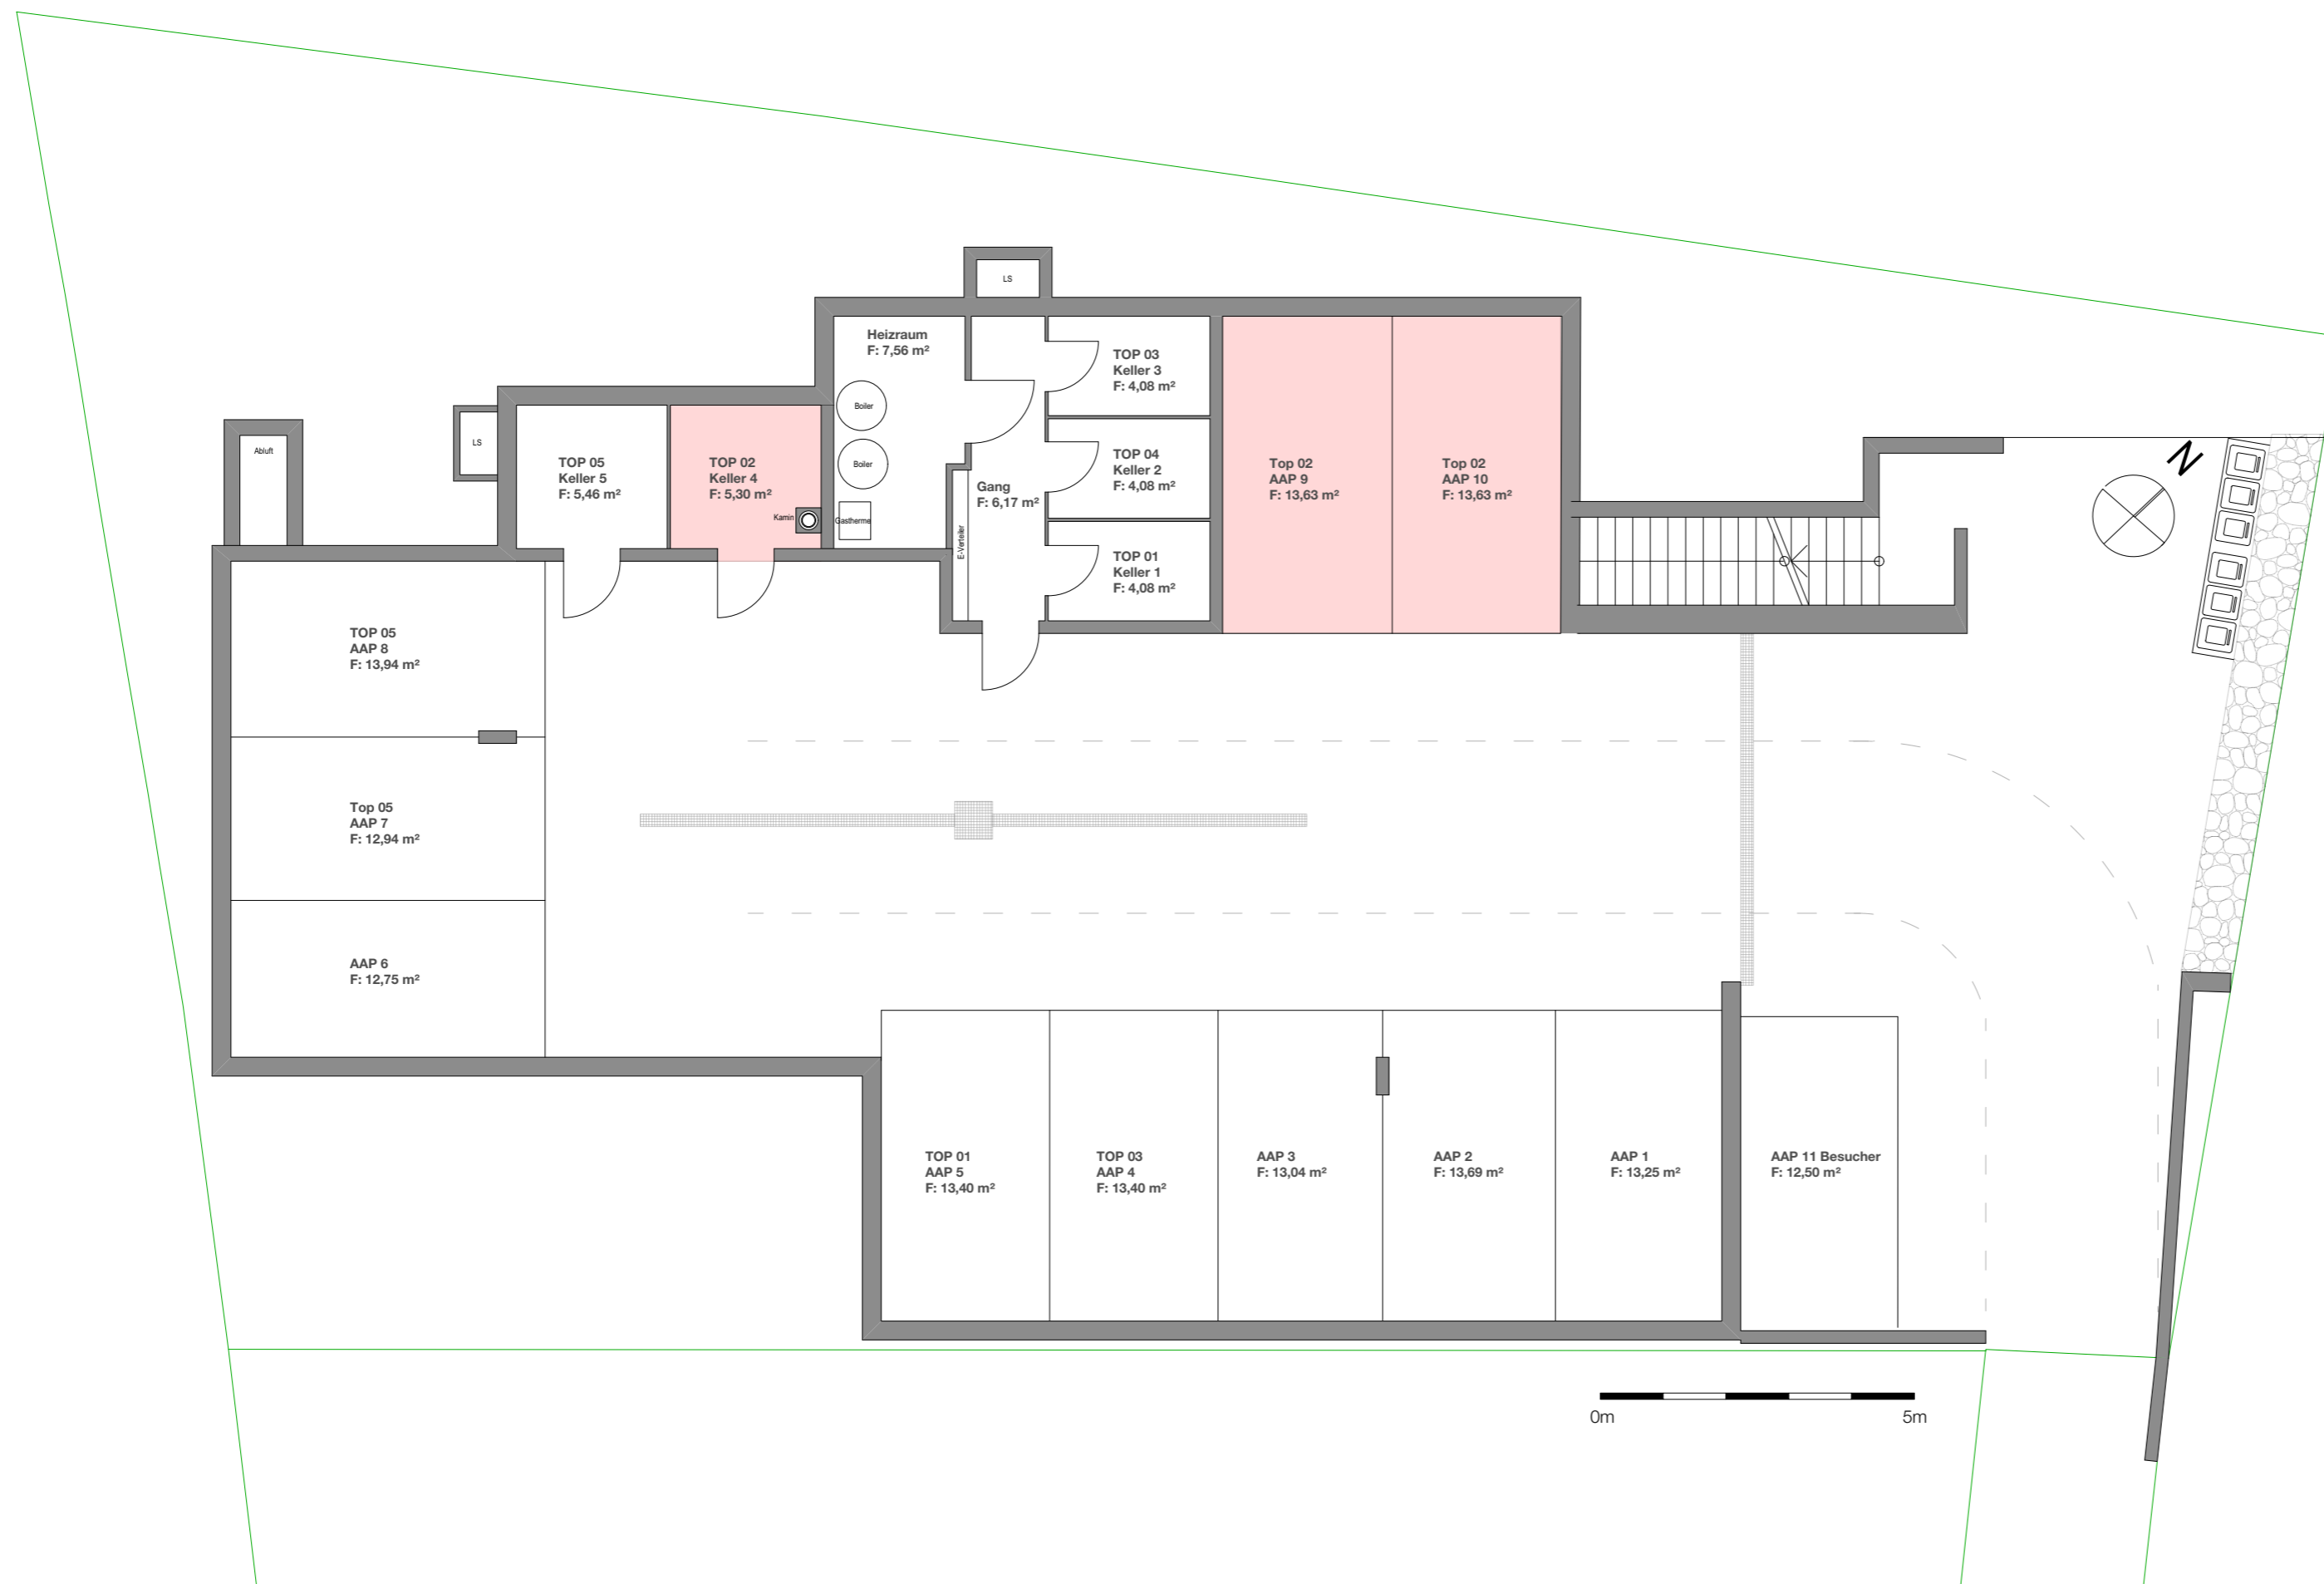 LS
Heizraum
F: 7,56 m²
TOP 03
Keller 3
F: 4,08 m²
Boiler
Abluft
LS
TOP 05
Keller 5
F: 5,46 m²
TOP 02
Keller 4
F: 5,30 m²
Boiler
Gang
F: 6,17 m²
TOP 04
Keller 2
F: 4,08 m²
Top 02
AAP 9
F: 13,63 m²
Top 02
AAP 10
F: 13,63 m²
N
Kamin
Gastherme
E-Verteiler
TOP 01
Keller 1
F: 4,08 m²
TOP 05
AAP 8
F: 13,94 m²
Top 05
AAP 7
F: 12,94 m²
AAP 6
F: 12,75 m²
TOP 01
AAP 5
F: 13,40 m²
TOP 03
AAP 4
F: 13,40 m²
AAP 3
F: 13,04 m²
AAP 2
F: 13,69 m²
AAP 1
F: 13,25 m²
AAP 11 Besucher
F: 12,50 m²
0m
5m